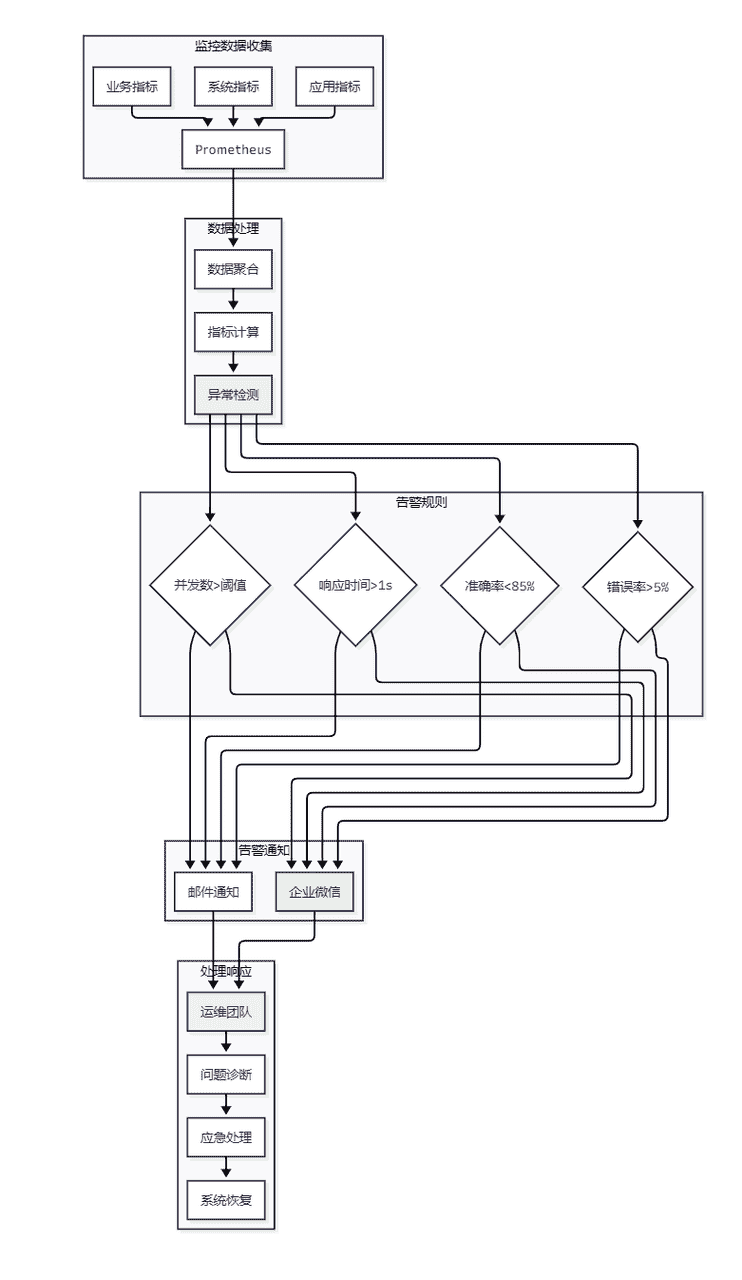 监控数据收集
业务指标
系统指标
应用指标
Prometheus
数据处理
数据聚合
指标计算
异常检测
告警规则
并发数>阈值
响应时间>1s
准确率<85%
错误率>5%
告警通知
邮件通知
企业微信
处理响应
运维团队
问题诊断
应急处理
系统恢复